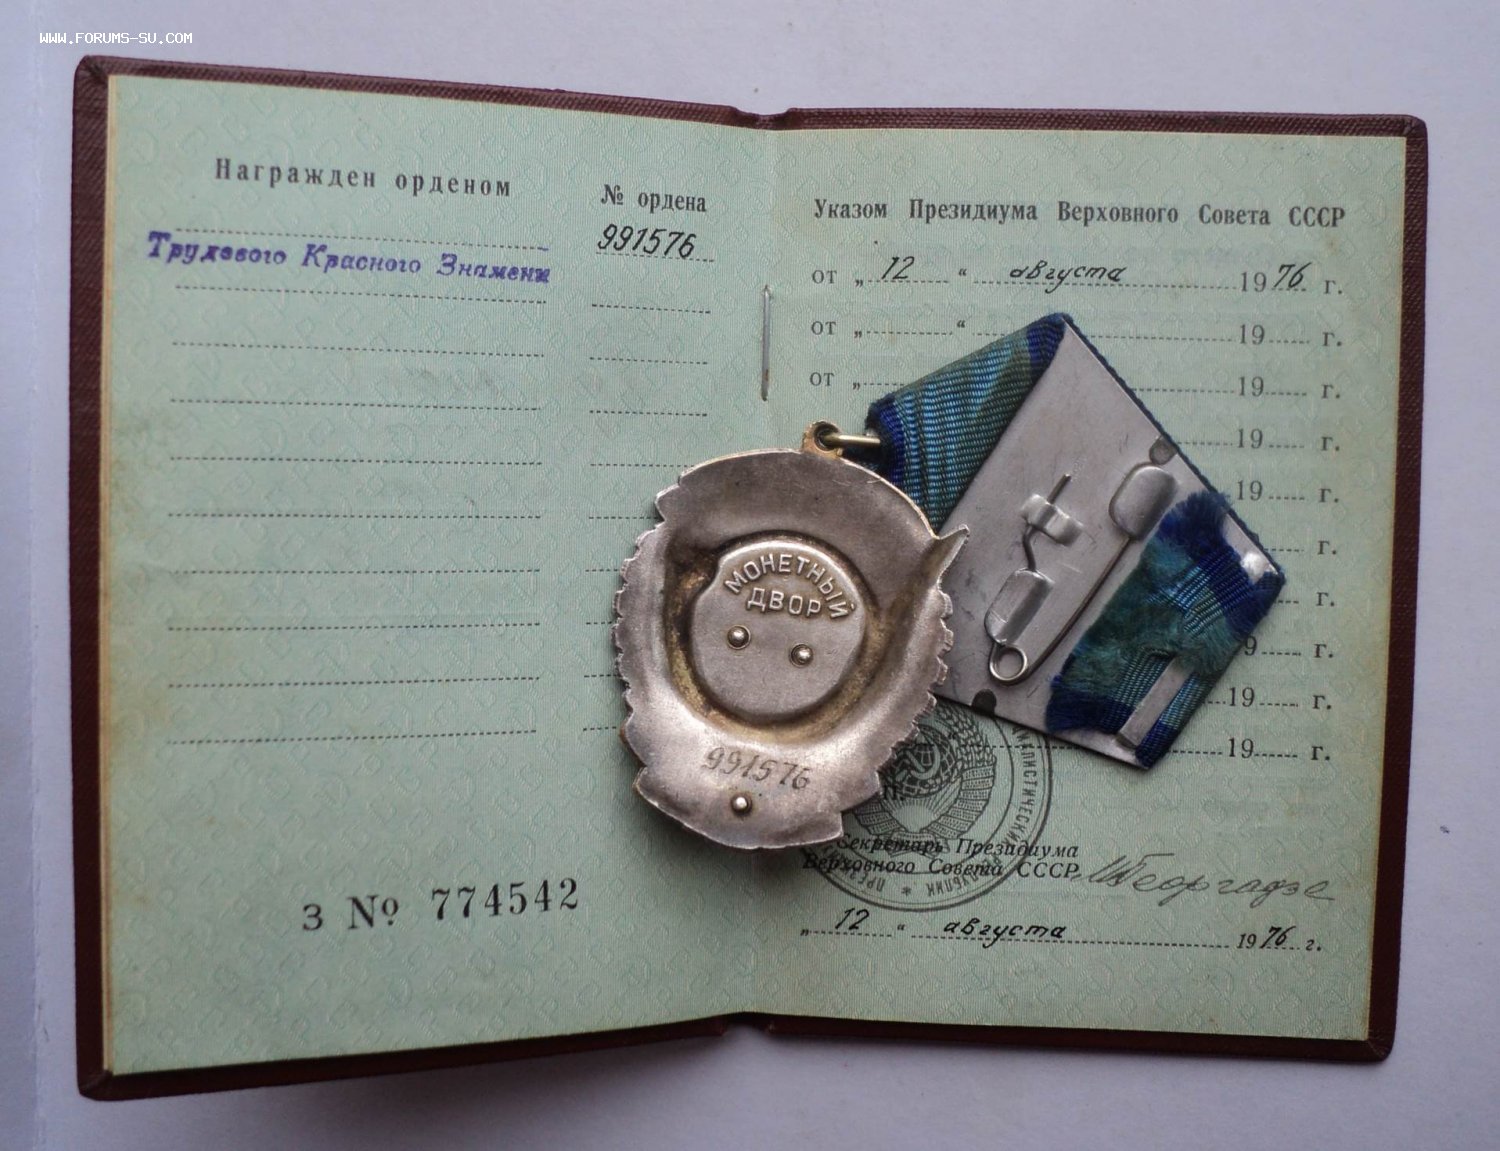 WWW.FORUMS-SU.COM
Награжден орденом
№ ордена
Трудового Красного Знамени
991576
З № 774542
Указом Президиума Верховного Совета СССР
от „ 12 “ августа 1976 г.
от „ “ 19 г.
от „ 19 г.
19 г.
19 г.
г.
г.
9 г.
19 г.
19 г.
МОНЕТНЫЙ
ДВОР
991576
П.
Секретарь Президиума
Верховного Совета СССР
МГеоргадзе
„ 12 “ августа 1976 г.